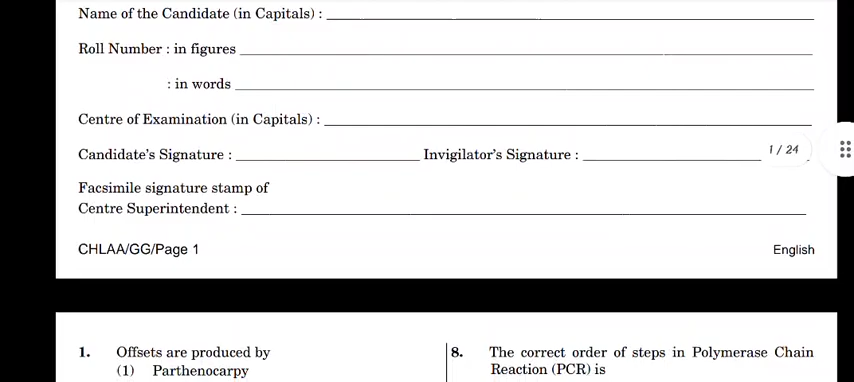 Name of the Candidate (in Capitals) :
Roll Number : in figures
: in words
Centre of Examination (in Capitals) :
Candidate's Signature : Invigilator's Signature :
1 / 24
Facsimile signature stamp of
Centre Superintendent :
CHLAA/GG/Page 1 English
1. Offsets are produced by
(1) Parthenocarpy
8. The correct order of steps in Polymerase Chain
Reaction (PCR) is